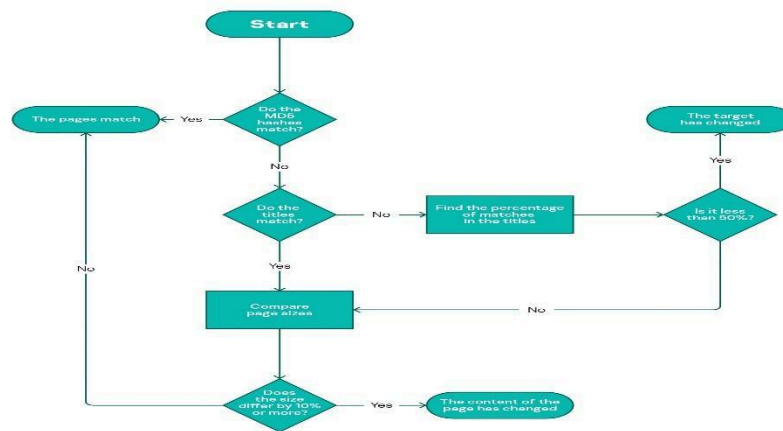 Start
Do the
MD5
hashes
match?
Yes
The pages match
No
The target
has changed
Yes
Do the
titles
match?
No
Find the percentage
of matches
in the titles
Is it less
than 50%?
No
Yes
Compare
page sizes
No
Does
the size
differ by 10%
or more?
Yes
The content of the
page has changed